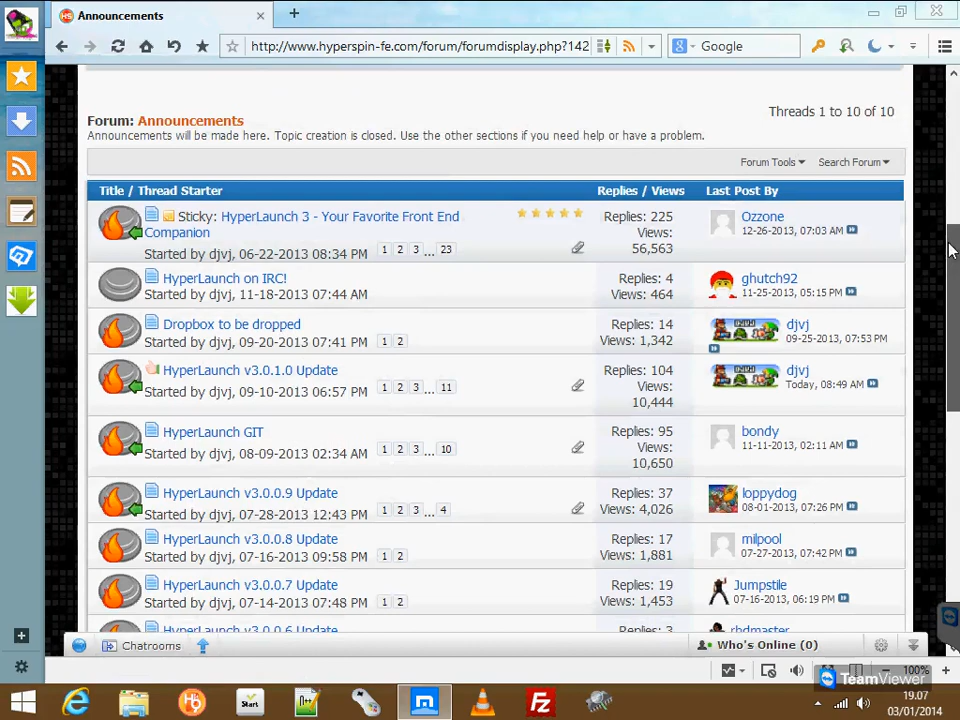 Announcements
http://www.hyperspin-fe.com/forum/forumdisplay.php?142
Google
Threads 1 to 10 of 10
Forum: Announcements
Announcements will be made here. Topic creation is closed. Use the other sections if you need help or have a problem.
Forum Tools Search Forum
Title / Thread Starter Replies / Views Last Post By
Sticky: HyperLaunch 3 - Your Favorite Front End Companion
Started by djvj, 06-22-2013 08:34 PM 1 2 3 ... 23
Replies: 225
Views: 56,563
Ozzone
12-26-2013, 07:03 AM
HyperLaunch on IRC!
Started by djvj, 11-18-2013 07:44 AM
Replies: 4
Views: 464
ghutch92
11-25-2013, 05:15 PM
Dropbox to be dropped
Started by djvj, 09-20-2013 07:41 PM 1 2
Replies: 14
Views: 1,342
djvj
09-25-2013, 07:53 PM
HyperLaunch v3.0.1.0 Update
Started by djvj, 09-10-2013 06:57 PM 1 2 3 ... 11
Replies: 104
Views: 10,444
djvj
Today, 08:49 AM
HyperLaunch GIT
Started by djvj, 08-09-2013 02:34 AM 1 2 3 ... 10
Replies: 95
Views: 10,650
bondy
11-11-2013, 02:11 AM
HyperLaunch v3.0.0.9 Update
Started by djvj, 07-28-2013 12:43 PM 1 2 3 ... 4
Replies: 37
Views: 4,026
loppydog
08-01-2013, 07:26 PM
HyperLaunch v3.0.0.8 Update
Started by djvj, 07-16-2013 09:58 PM 1 2
Replies: 17
Views: 1,881
milpool
07-27-2013, 07:42 PM
HyperLaunch v3.0.0.7 Update
Started by djvj, 07-14-2013 07:48 PM 1 2
Replies: 19
Views: 1,453
Jumpstile
07-16-2013, 06:19 PM
HyperLaunch v3.0.0.6 Update
Replies: 3
rbdmaster
Chatrooms Who's Online (0)
100%
TeamViewer
Start
19.07
03/01/2014